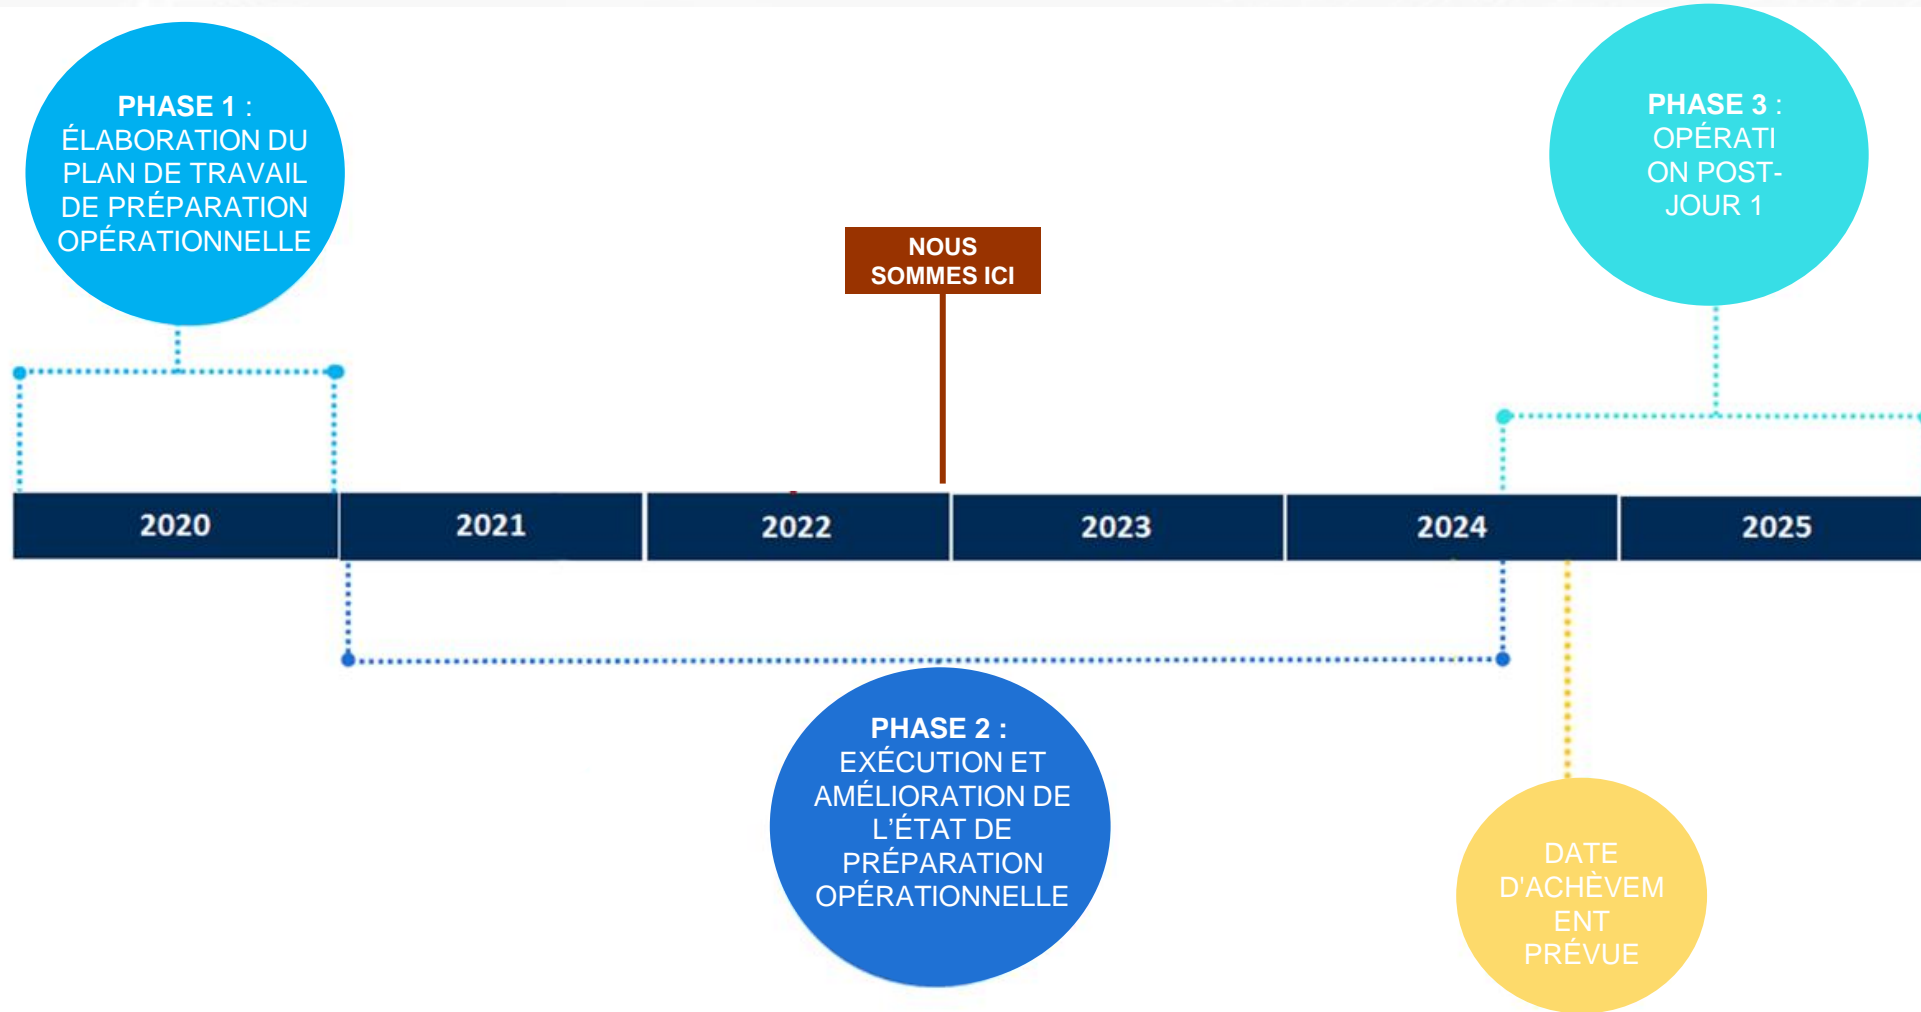 PHASE 1 :
ÉLABORATION DU
PLAN DE TRAVAIL
DE PRÉPARATION
OPÉRATIONNELLE
PHASE 3 :
OPÉRATI
ON POST-
JOUR 1
NOUS
SOMMES ICI
2020 2021 2022 2023 2024 2025
PHASE 2 :
EXÉCUTION ET
AMÉLIORATION DE
L'ÉTAT DE
PRÉPARATION
OPÉRATIONNELLE
DATE
D'ACHÈVEM
ENT
PRÉVUE